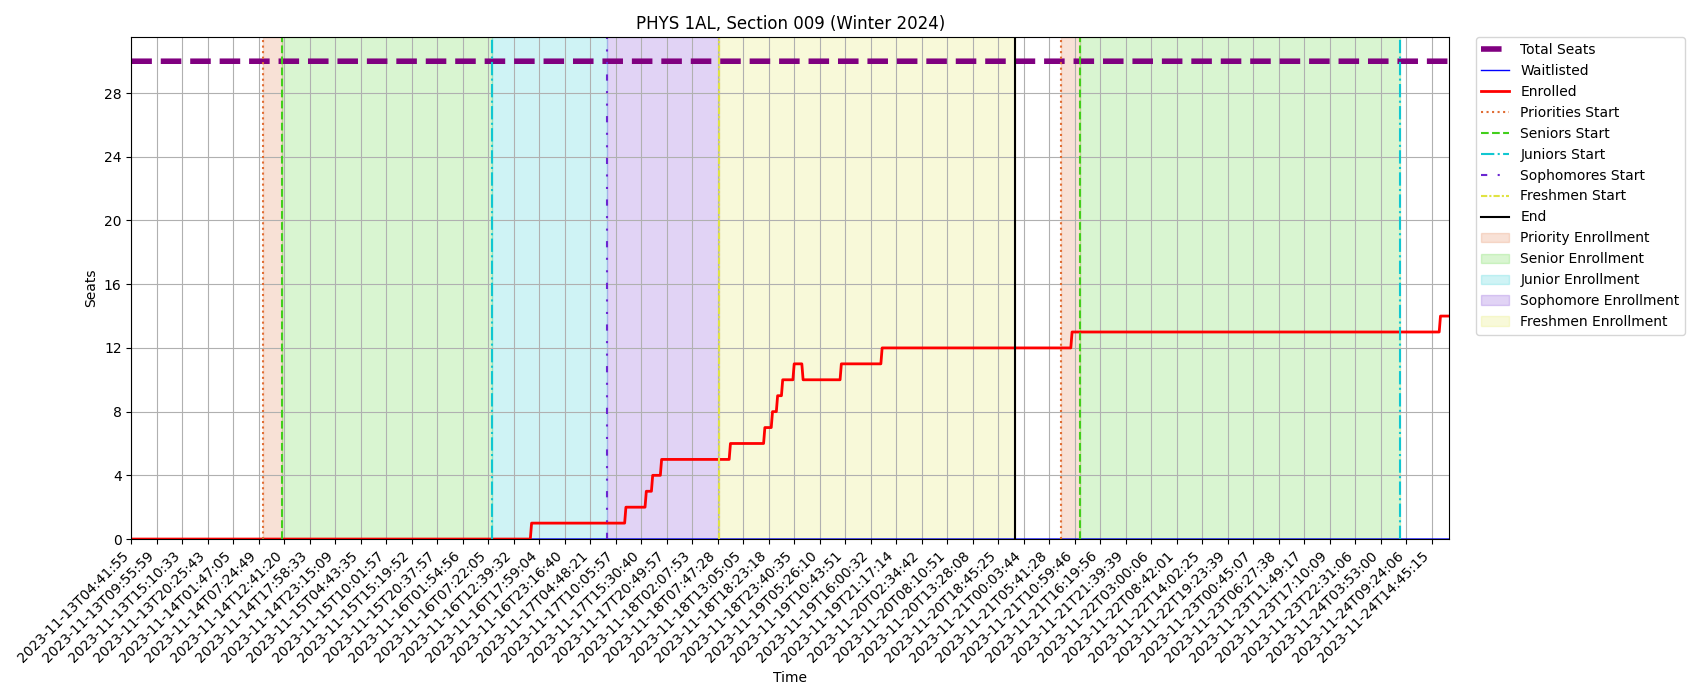 PHYS 1AL, Section 009 (Winter 2024)
Total Seats
Waitlisted
Enrolled
Priorities Start
Seniors Start
Juniors Start
Sophomores Start
Freshmen Start
End
Priority Enrollment
Senior Enrollment
Junior Enrollment
Sophomore Enrollment
Freshmen Enrollment
Seats
28
24
20
16
12
8
4
0
2023-11-13T04:41:55
2023-11-13T09:55:59
2023-11-13T15:10:33
2023-11-13T20:25:43
2023-11-14T01:47:05
2023-11-14T07:24:49
2023-11-14T12:41:20
2023-11-14T17:58:33
2023-11-14T23:15:09
2023-11-15T04:43:35
2023-11-15T10:01:57
2023-11-15T15:19:52
2023-11-15T20:37:57
2023-11-16T01:54:56
2023-11-16T07:22:05
2023-11-16T12:39:32
2023-11-16T17:59:04
2023-11-16T23:16:40
2023-11-17T04:48:21
2023-11-17T10:05:57
2023-11-17T15:30:40
2023-11-17T20:49:57
2023-11-18T02:07:53
2023-11-18T07:47:28
2023-11-18T13:05:05
2023-11-18T18:23:18
2023-11-18T23:40:35
2023-11-19T05:26:10
2023-11-19T10:43:51
2023-11-19T16:00:32
2023-11-19T21:17:14
2023-11-20T02:34:42
2023-11-20T08:10:51
2023-11-20T13:28:08
2023-11-20T18:45:25
2023-11-21T00:03:44
2023-11-21T05:41:28
2023-11-21T10:59:46
2023-11-21T16:19:56
2023-11-21T21:39:39
2023-11-22T03:00:06
2023-11-22T08:42:01
2023-11-22T14:02:25
2023-11-22T19:23:39
2023-11-23T00:45:07
2023-11-23T06:27:38
2023-11-23T11:49:17
2023-11-23T17:10:09
2023-11-23T22:31:06
2023-11-24T03:53:00
2023-11-24T09:24:06
2023-11-24T14:45:15
Time